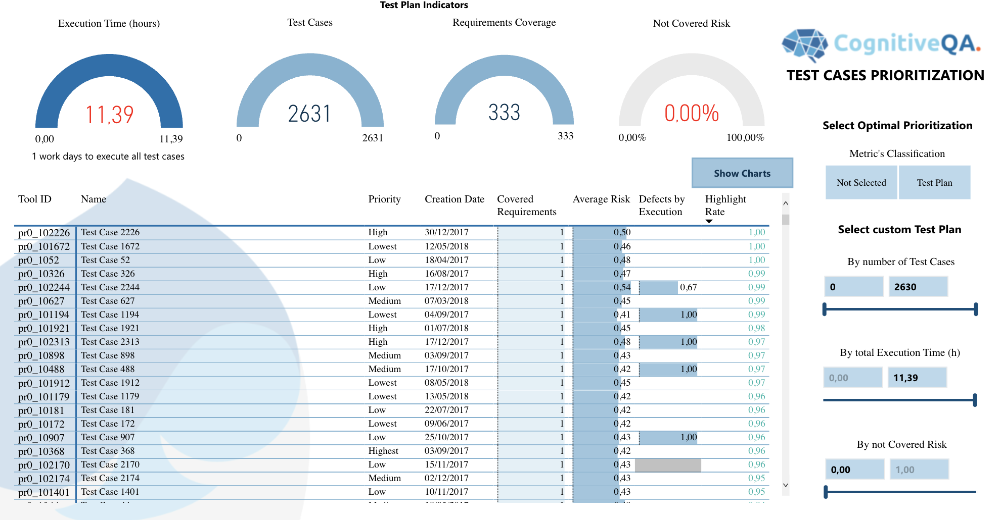 Test Plan Indicators
Execution Time (hours)
Test Cases
Requirements Coverage
Not Covered Risk
11,39
0,00
11,39
1 work days to execute all test cases
2631
0
2631
333
0
333
0,00%
0,00%
100,00%
CognitiveQA.
TEST CASES PRIORITIZATION
Select Optimal Prioritization
Metric's Classification
Not Selected
Test Plan
Select custom Test Plan
By number of Test Cases
0
2630
By total Execution Time (h)
0,00
11,39
By not Covered Risk
0,00
1,00
Show Charts
Tool ID Name Priority Creation Date Covered Requirements Average Risk Defects by Execution Highlight Rate
pr0_102226 Test Case 2226 High 30/12/2017 1 0,50 1,00
pr0_101672 Test Case 1672 Lowest 12/05/2018 1 0,46 1,00
pr0_1052 Test Case 52 Low 18/04/2017 1 0,48 1,00
pr0_10326 Test Case 326 High 16/08/2017 1 0,47 0,99
pr0_102244 Test Case 2244 Low 17/12/2017 1 0,54 0,67 0,99
pr0_10627 Test Case 627 Medium 07/03/2018 1 0,45 0,99
pr0_101194 Test Case 1194 Lowest 04/09/2017 1 0,41 1,00 0,99
pr0_101921 Test Case 1921 High 01/07/2018 1 0,45 0,98
pr0_102313 Test Case 2313 High 17/12/2017 1 0,48 1,00 0,97
pr0_10898 Test Case 898 Medium 03/09/2017 1 0,43 0,97
pr0_10488 Test Case 488 Medium 17/10/2017 1 0,42 1,00 0,97
pr0_101912 Test Case 1912 Lowest 08/05/2018 1 0,45 0,97
pr0_101179 Test Case 1179 Lowest 13/05/2018 1 0,42 0,96
pr0_10181 Test Case 181 Low 22/07/2017 1 0,42 0,96
pr0_10172 Test Case 172 Lowest 09/06/2017 1 0,42 0,96
pr0_10907 Test Case 907 Low 25/10/2017 1 0,43 1,00 0,96
pr0_10368 Test Case 368 Highest 03/09/2017 1 0,42 0,96
pr0_102170 Test Case 2170 Low 15/11/2017 1 0,43 0,96
pr0_102174 Test Case 2174 Medium 02/12/2017 1 0,43 0,95
pr0_101401 Test Case 1401 Low 10/11/2017 1 0,43 0,95